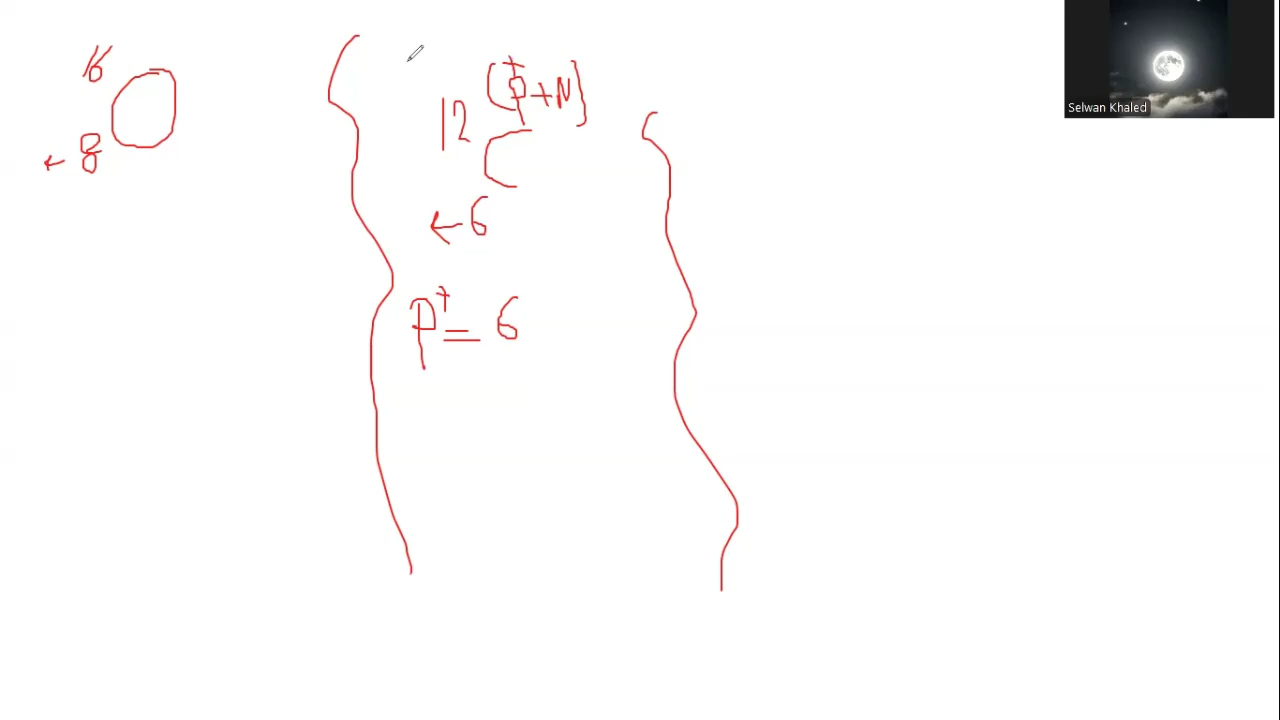 16
O
← 8
12 (P⁺+N)
C
← 6
P⁺ = 6
Selwan Khaled